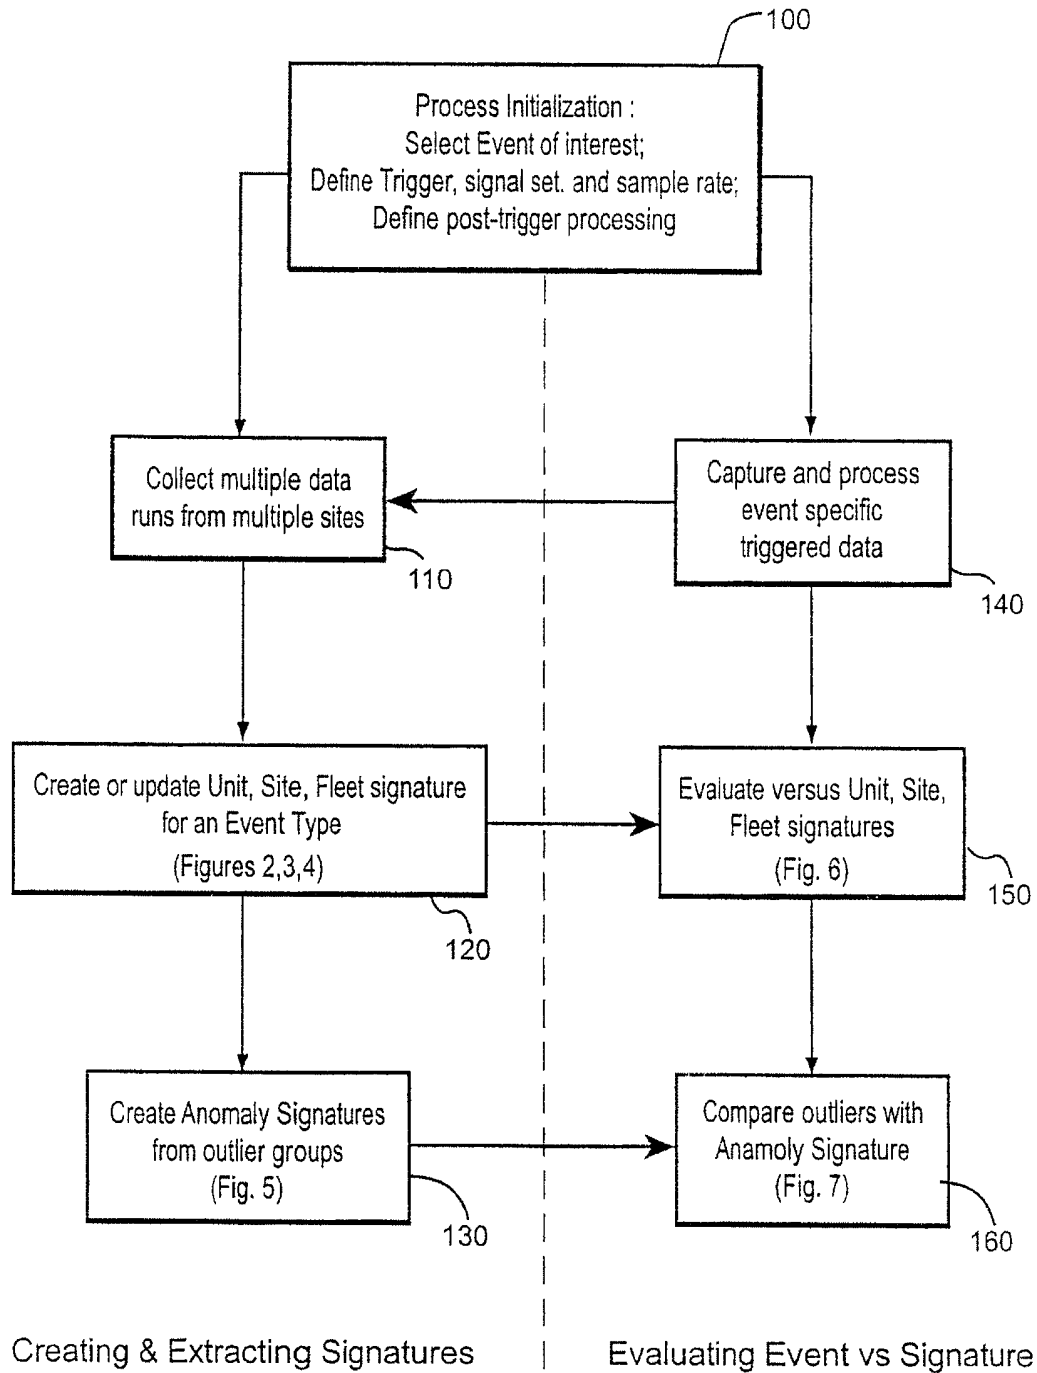 100
Process Initialization :
Select Event of interest;
Define Trigger, signal set. and sample rate;
Define post-trigger processing
Collect multiple data
runs from multiple sites
110
Capture and process
event specific
triggered data
140
Create or update Unit, Site, Fleet signature
for an Event Type
(Figures 2,3,4)
120
Evaluate versus Unit, Site,
Fleet signatures
(Fig. 6)
150
Create Anomaly Signatures
from outlier groups
(Fig. 5)
130
Compare outliers with
Anamoly Signature
(Fig. 7)
160
Creating & Extracting Signatures
Evaluating Event vs Signature